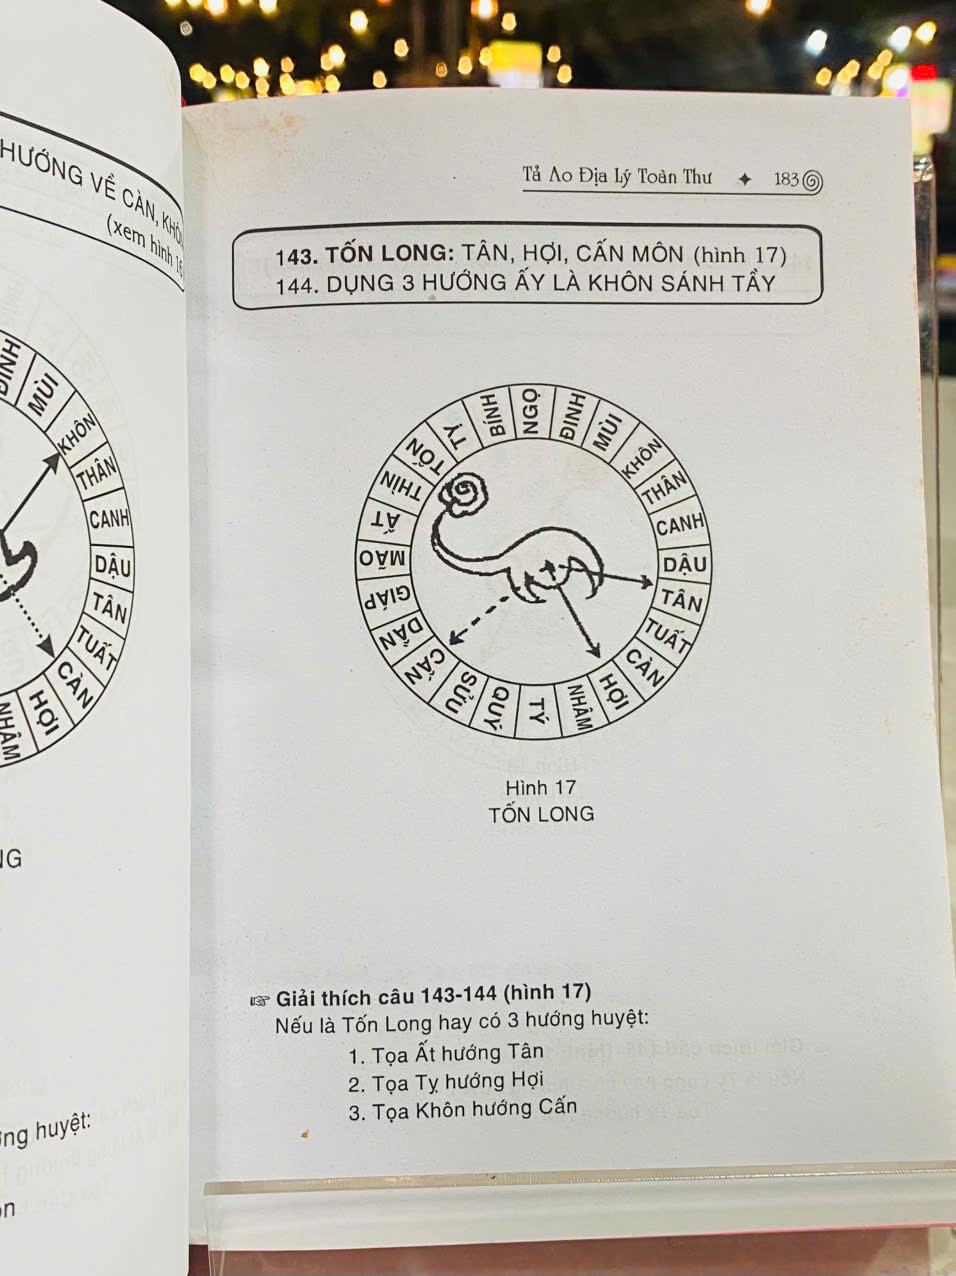 HƯỚNG VỀ CÀN,
(xem hình
ĐINH
MÙI
KHÔN
THÂN
CANH
DẬU
TÂN
TUẤT
CÀN
HỢI
NHÂM
Tả Ao Địa Lý Toàn Thư ✦ 183
143. TỐN LONG: TÂN, HỢI, CẤN MÔN (hình 17)
144. DỤNG 3 HƯỚNG ẤY LÀ KHÔN SÁNH TẦY
NGỌ
ĐINH
MÙI
KHÔN
THÂN
CANH
DẬU
TÂN
TUẤT
CÀN
HỢI
NHÂM
TÝ
QUÝ
SỬU
CẤN
DẦN
GIÁP
MÃO
ẤT
THÌN
TỐN
TỴ
BÍNH
Hình 17
TỐN LONG
☞ Giải thích câu 143-144 (hình 17)
Nếu là Tốn Long hay có 3 hướng huyệt:
1. Tọa Ất hướng Tân
2. Tọa Tỵ hướng Hợi
3. Tọa Khôn hướng Cấn
huyệt: